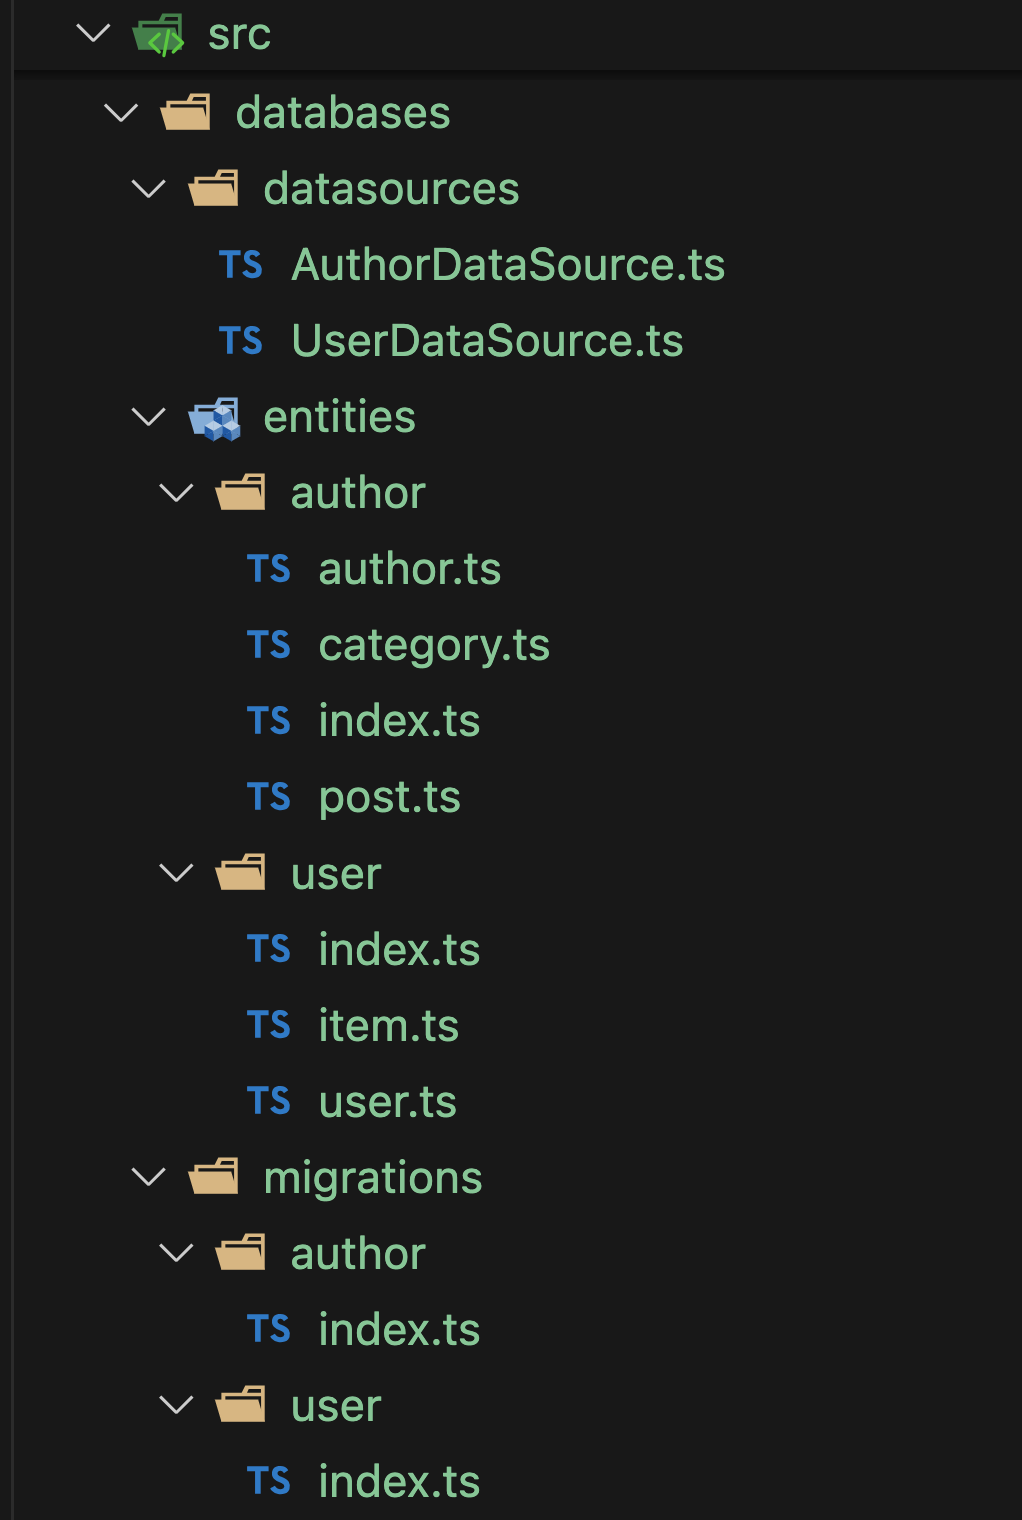 src
databases
datasources
TS AuthorDataSource.ts
TS UserDataSource.ts
entities
author
TS author.ts
TS category.ts
TS index.ts
TS post.ts
user
TS index.ts
TS item.ts
TS user.ts
migrations
author
TS index.ts
user
TS index.ts